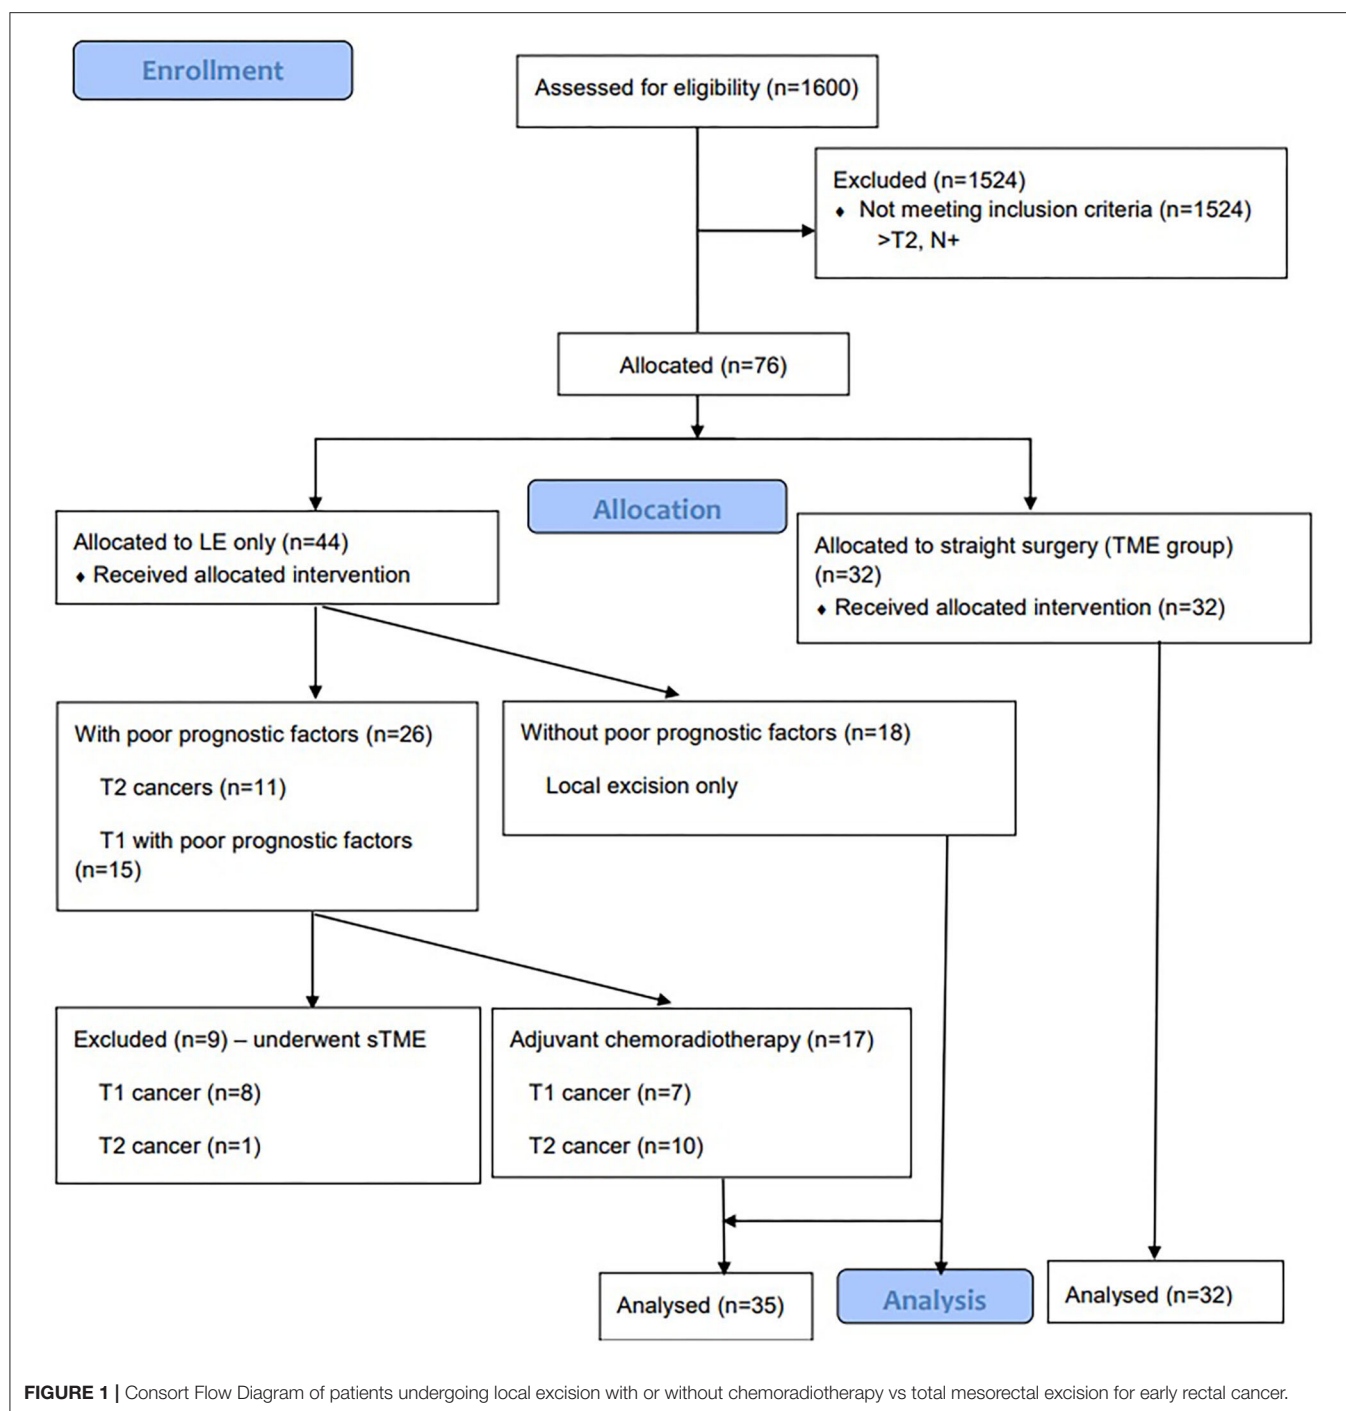 Enrollment
Assessed for eligibility (n=1600)
Excluded (n=1524)
♦ Not meeting inclusion criteria (n=1524)
>T2, N+
Allocated (n=76)
Allocation
Allocated to LE only (n=44)
♦ Received allocated intervention
Allocated to straight surgery (TME group)
(n=32)
♦ Received allocated intervention (n=32)
With poor prognostic factors (n=26)
T2 cancers (n=11)
T1 with poor prognostic factors
(n=15)
Without poor prognostic factors (n=18)
Local excision only
Excluded (n=9) – underwent sTME
T1 cancer (n=8)
T2 cancer (n=1)
Adjuvant chemoradiotherapy (n=17)
T1 cancer (n=7)
T2 cancer (n=10)
Analysed (n=35)
Analysis
Analysed (n=32)
FIGURE 1 | Consort Flow Diagram of patients undergoing local excision with or without chemoradiotherapy vs total mesorectal excision for early rectal cancer.